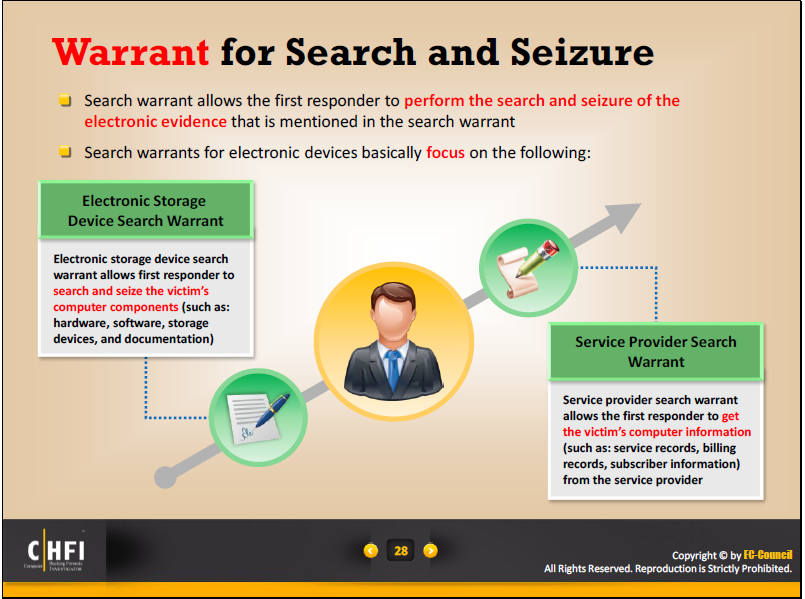 Warrant for Search and Seizure
Search warrant allows the first responder to perform the search and seizure of the
electronic evidence that is mentioned in the search warrant
Search warrants for electronic devices basically focus on the following:
Electronic Storage
Device Search Warrant
Electronic storage device search
warrant allows first responder to
search and seize the victim's
computer components (such as:
hardware, software, storage
devices, and documentation)
Service Provider Search
Warrant
Service provider search warrant
allows the first responder to get
the victim's computer information
(such as: service records, billing
records, subscriber information)
from the service provider
CHFI
Computer Hacking Forensic
INVESTIGATOR
28
Copyright © by EC-Council
All Rights Reserved. Reproduction is Strictly Prohibited.